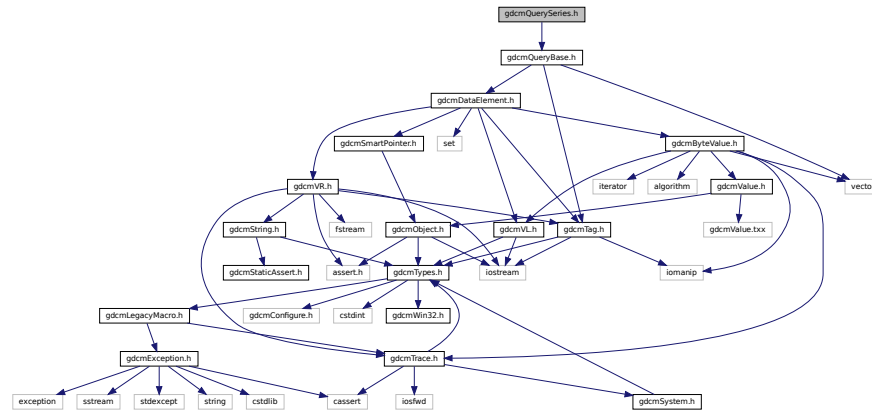 gdcmQuerySeries.h
gdcmQueryBase.h
gdcmDataElement.h
gdcmSmartPointer.h
set
gdcmByteValue.h
gdcmVR.h
iterator
algorithm
gdcmValue.h
vector
gdcmString.h
fstream
gdcmObject.h
gdcmVL.h
gdcmTag.h
gdcmValue.txx
gdcmStaticAssert.h
assert.h
gdcmTypes.h
iostream
iomanip
gdcmLegacyMacro.h
gdcmConfigure.h
cstdint
gdcmWin32.h
gdcmException.h
gdcmTrace.h
exception
sstream
stdexcept
string
cstdlib
cassert
iosfwd
gdcmSystem.h